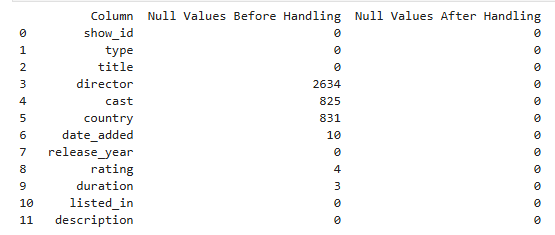 Column Null Values Before Handling Null Values After Handling
0 show_id 0 0
1 type 0 0
2 title 0 0
3 director 2634 0
4 cast 825 0
5 country 831 0
6 date_added 10 0
7 release_year 0 0
8 rating 4 0
9 duration 3 0
10 listed_in 0 0
11 description 0 0